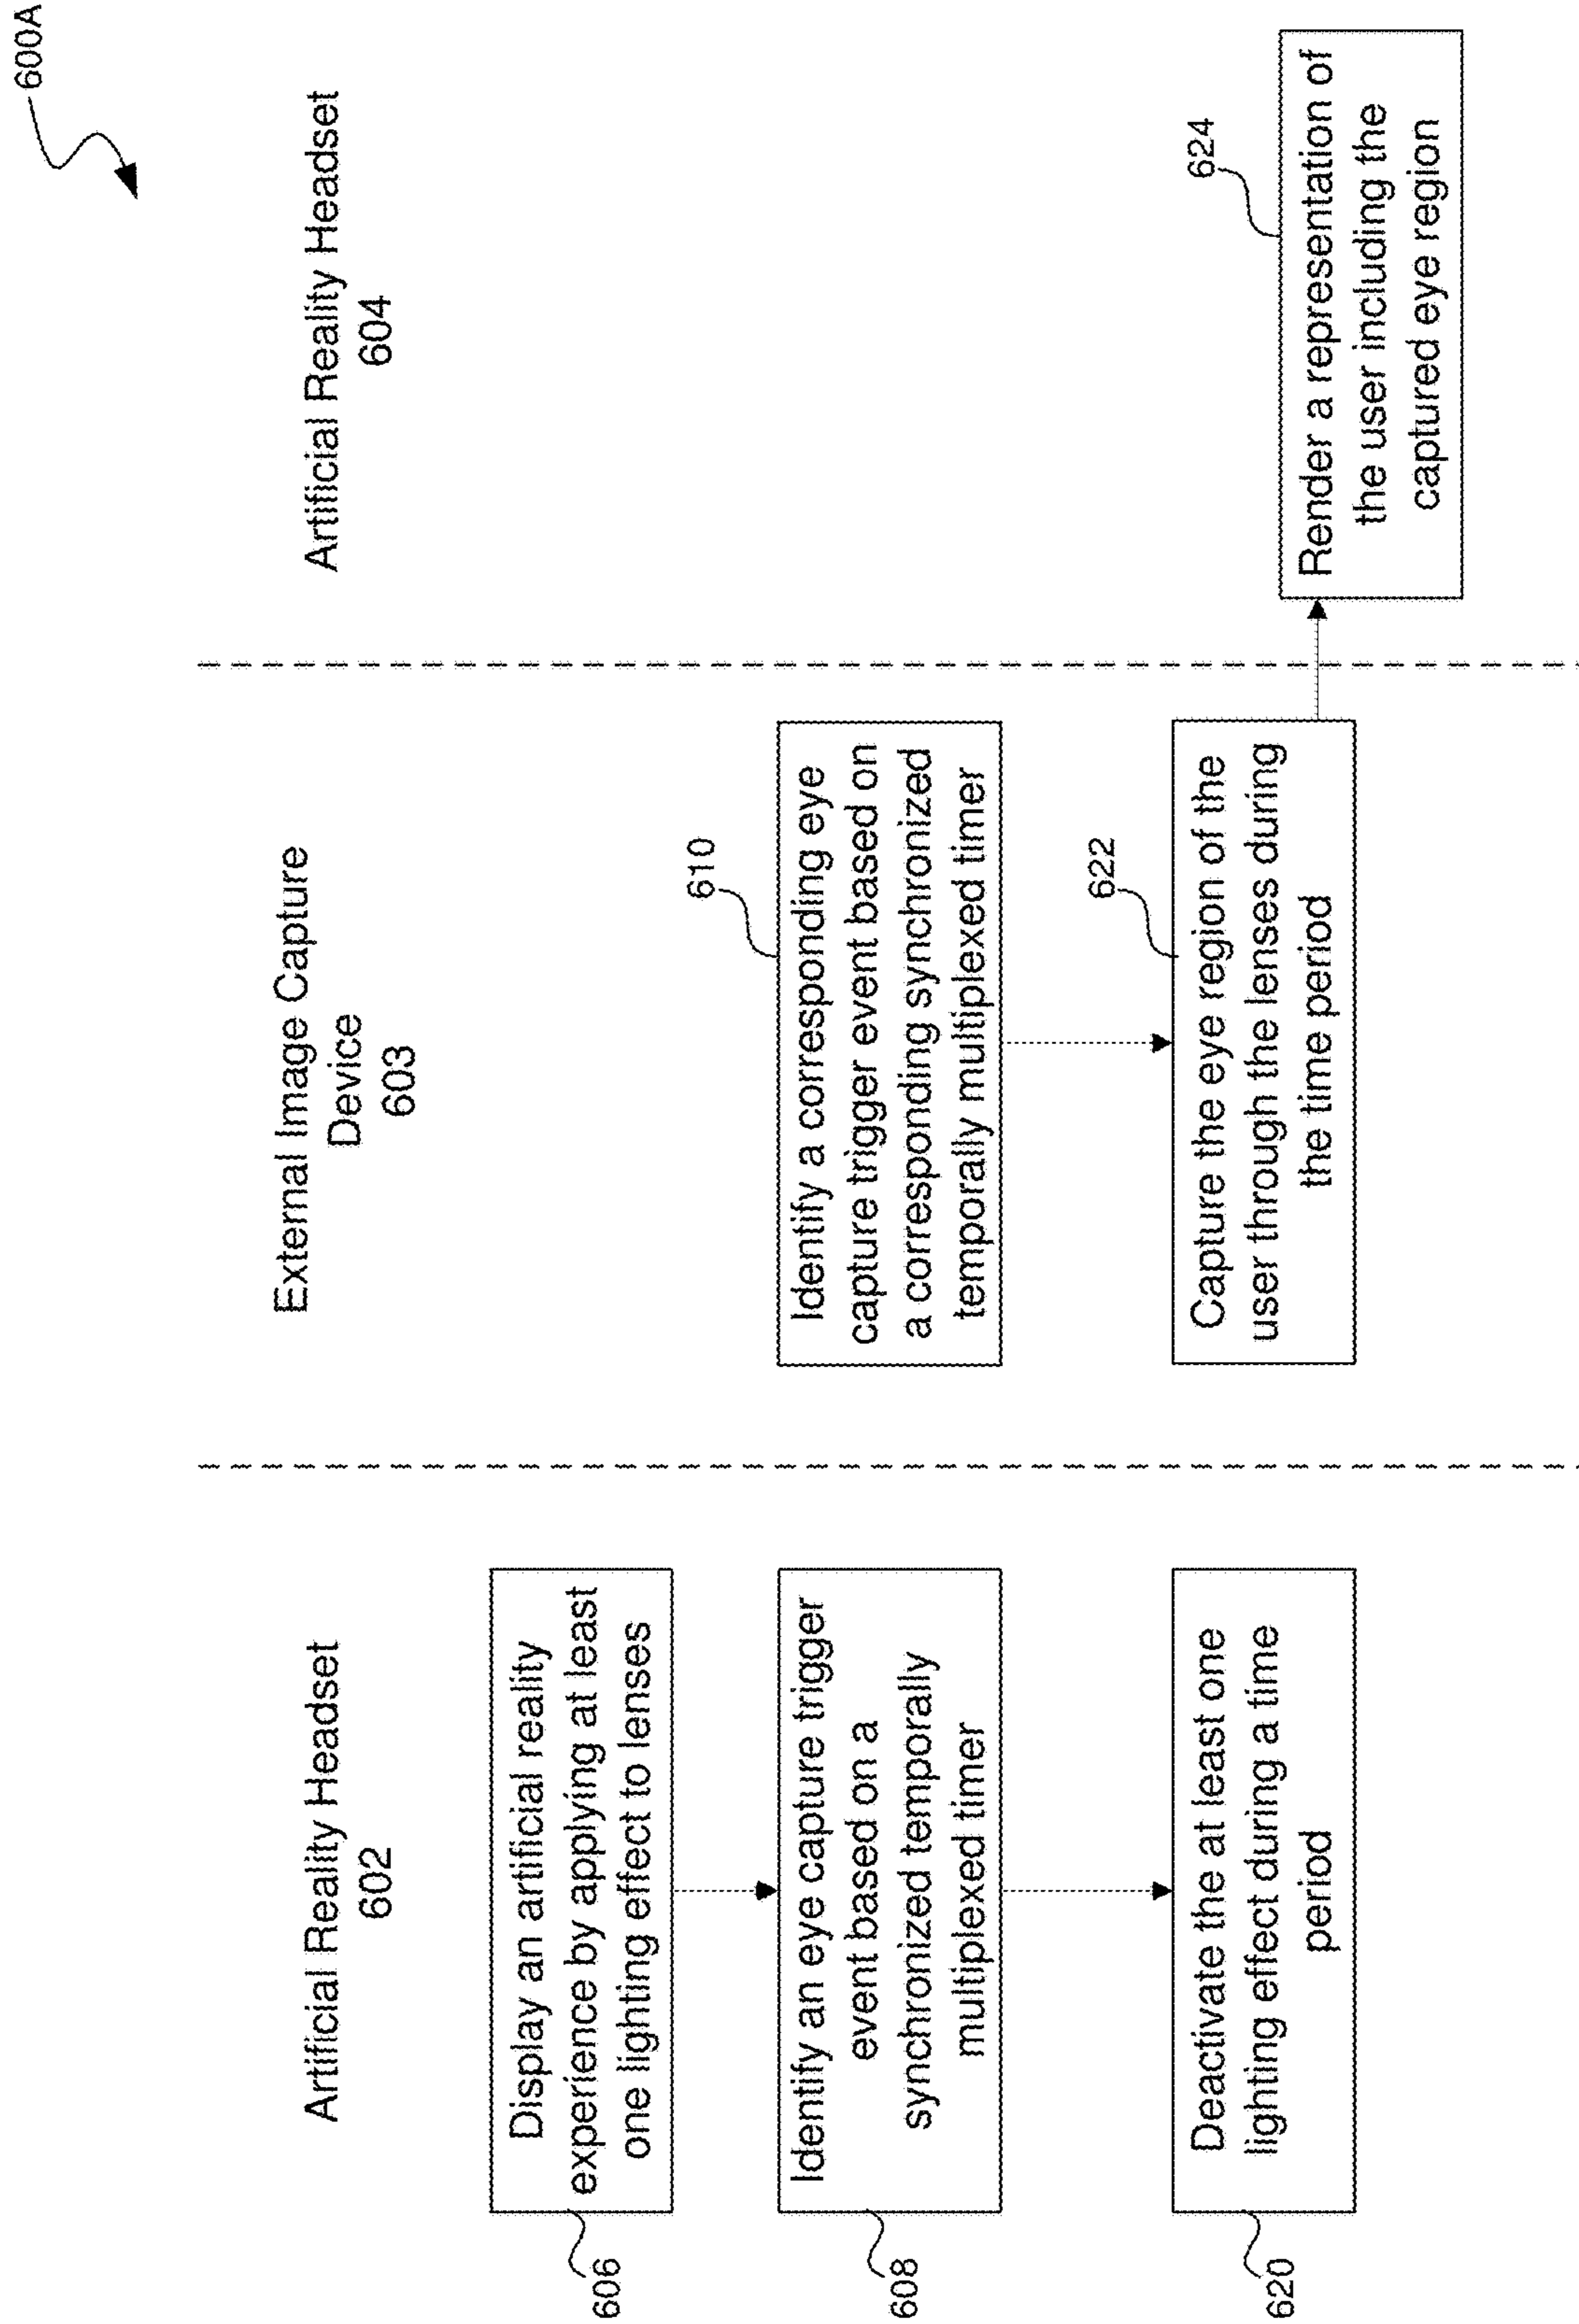 600A
Artificial Reality Headset
602
External Image Capture
Device
603
Artificial Reality Headset
604
606
Display an artificial reality
experience by applying at least
one lighting effect to lenses
608
Identify an eye capture trigger
event based on a
synchronized temporally
multiplexed timer
610
Identify a corresponding eye
capture trigger event based on
a corresponding synchronized
temporally multiplexed timer
620
Deactivate the at least one
lighting effect during a time
period
622
Capture the eye region of the
user through the lenses during
the time period
624
Render a representation of
the user including the
captured eye region